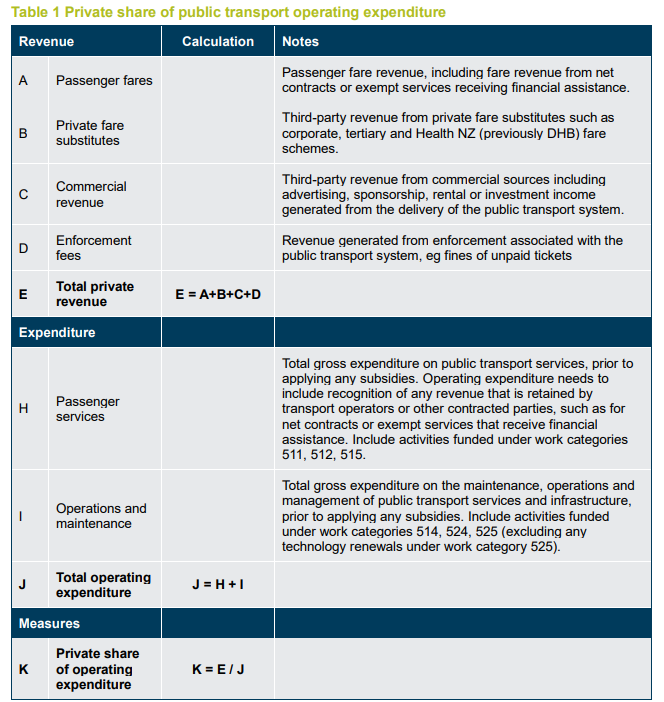 Table 1 Private share of public transport operating expenditure
Revenue Calculation Notes
A Passenger fares
Passenger fare revenue, including fare revenue from net
contracts or exempt services receiving financial assistance.
B Private fare
substitutes
Third-party revenue from private fare substitutes such as
corporate, tertiary and Health NZ (previously DHB) fare
schemes.
C Commercial
revenue
Third-party revenue from commercial sources including
advertising, sponsorship, rental or investment income
generated from the delivery of the public transport system.
D Enforcement
fees
Revenue generated from enforcement associated with the
public transport system, eg fines of unpaid tickets
E Total private
revenue
E = A+B+C+D
Expenditure
H Passenger
services
Total gross expenditure on public transport services, prior to
applying any subsidies. Operating expenditure needs to
include recognition of any revenue that is retained by
transport operators or other contracted parties, such as for
net contracts or exempt services that receive financial
assistance. Include activities funded under work categories
511, 512, 515.
I Operations and
maintenance
Total gross expenditure on the maintenance, operations and
management of public transport services and infrastructure,
prior to applying any subsidies. Include activities funded
under work categories 514, 524, 525 (excluding any
technology renewals under work category 525).
J Total operating
expenditure
J = H + I
Measures
K Private share
of operating
expenditure
K = E / J